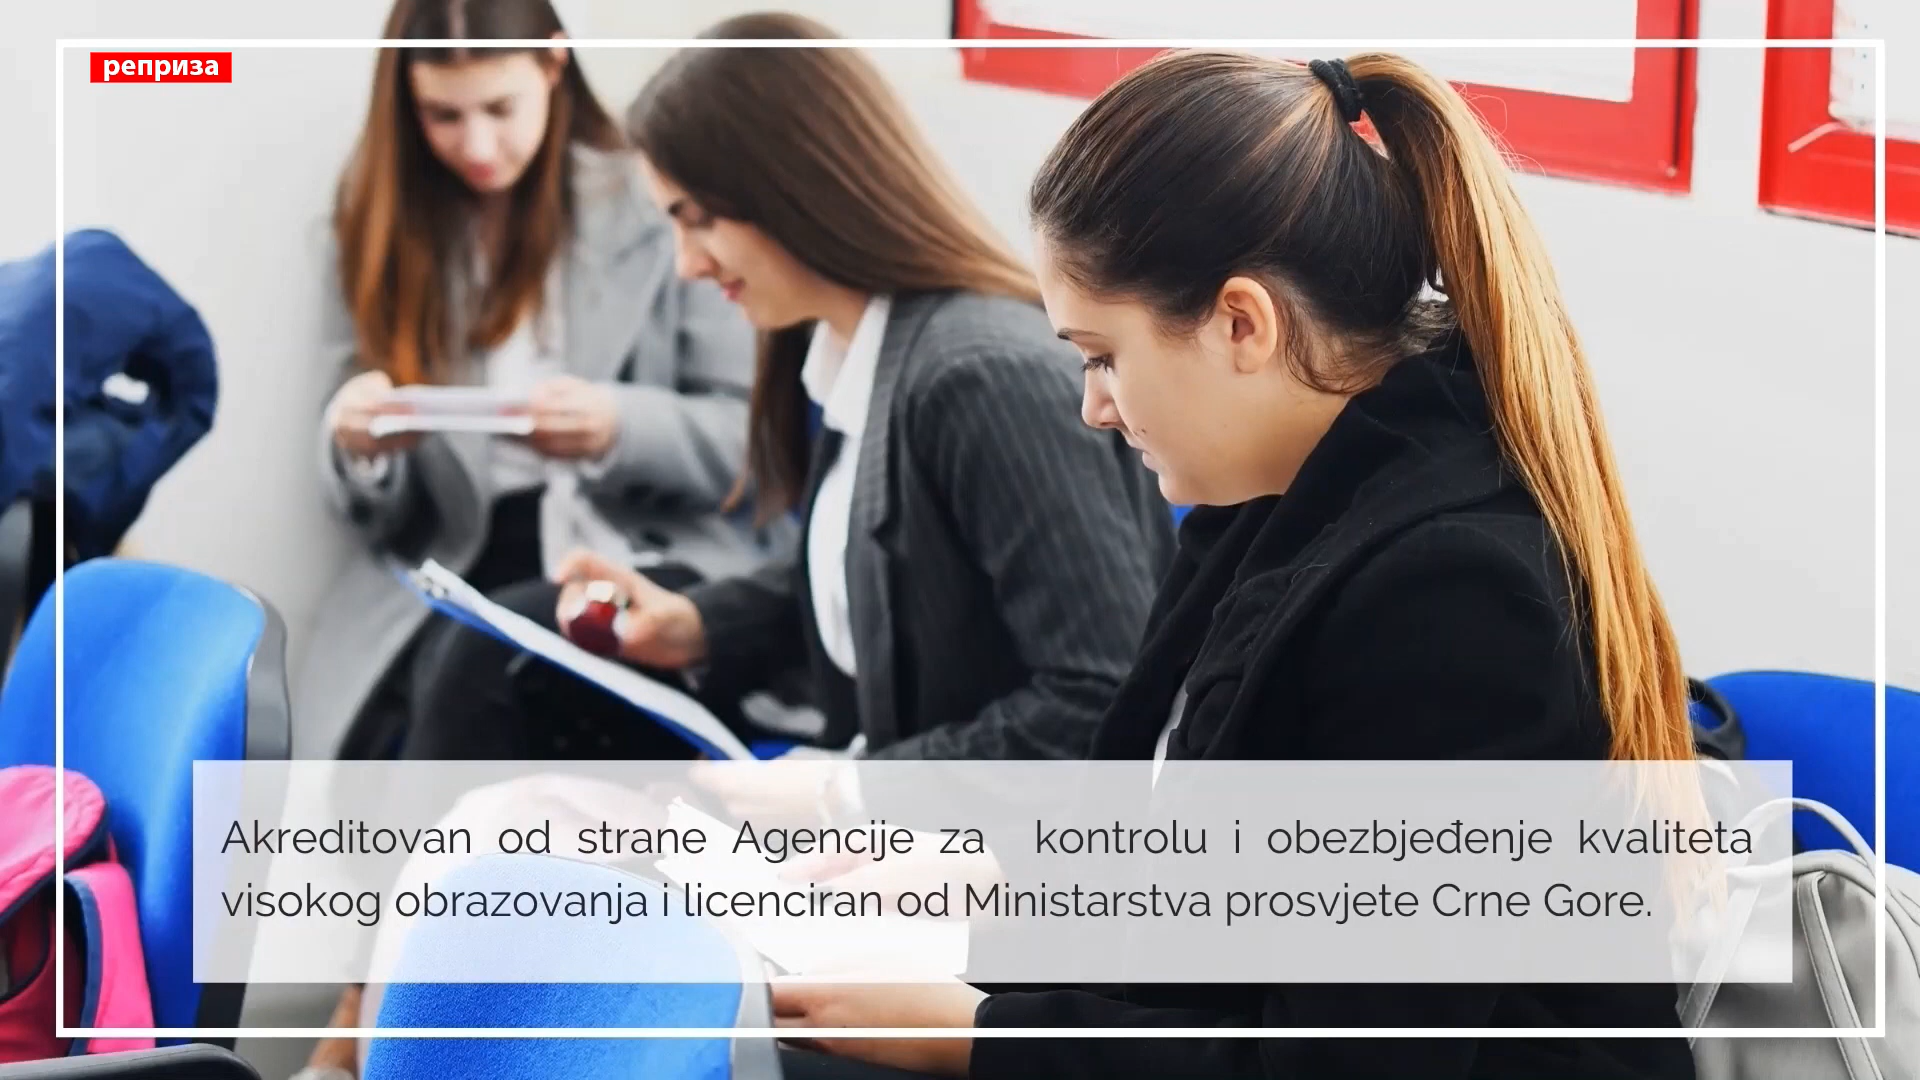 реприза
Akreditovan od strane Agencije za kontrolu i obezbjeđenje kvaliteta
visokog obrazovanja i licenciran od Ministarstva prosvjete Crne Gore.